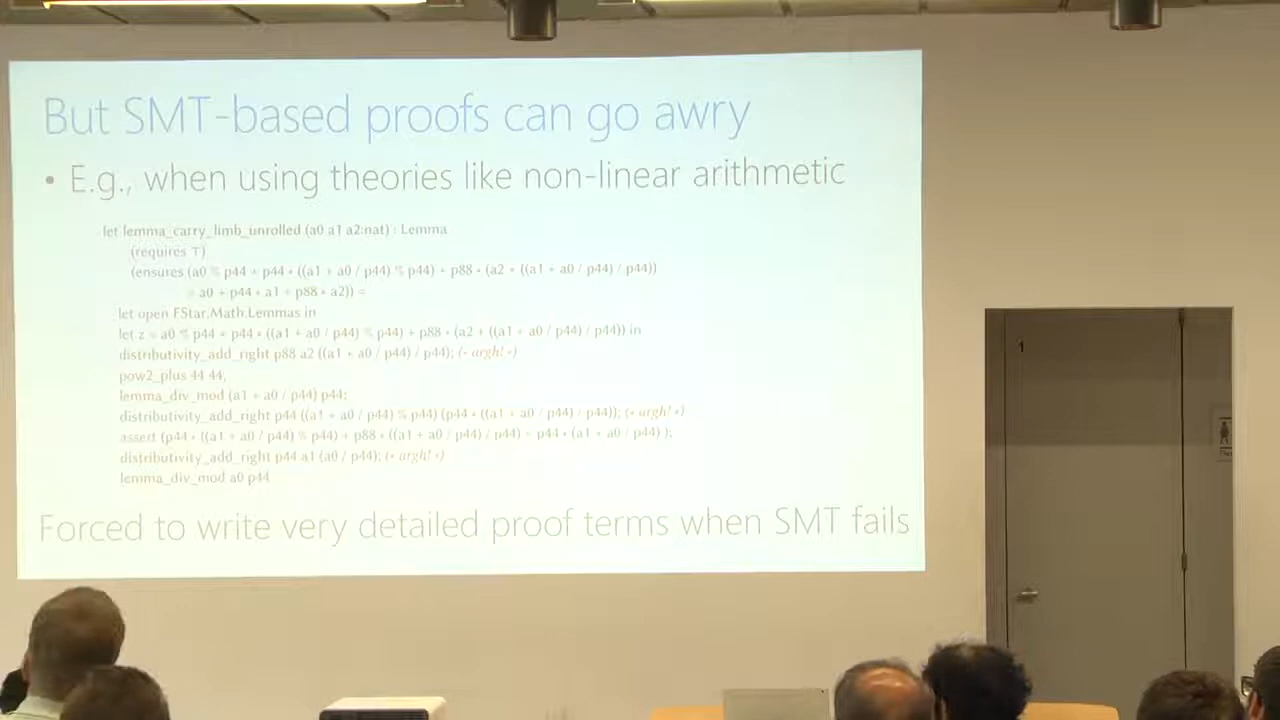 But SMT-based proofs can go awry
• E.g., when using theories like non-linear arithmetic
let lemma_carry_limb_unrolled (a0 a1 a2:nat) : Lemma
(requires ⊤)
(ensures (a0 % p44 + p44 * ((a1 + a0 / p44) % p44) + p88 * (a2 + ((a1 + a0 / p44) / p44))
= a0 + p44 * a1 + p88 * a2)) =
let open FStar.Math.Lemmas in
let z = a0 % p44 + p44 * ((a1 + a0 / p44) % p44) + p88 * (a2 + ((a1 + a0 / p44) / p44)) in
distributivity_add_right p88 a2 ((a1 + a0 / p44) / p44); (* argh! *)
pow2_plus 44 44;
lemma_div_mod (a1 + a0 / p44) p44;
distributivity_add_right p44 ((a1 + a0 / p44) % p44) (p44 * ((a1 + a0 / p44) / p44)); (* argh! *)
assert (p44 * ((a1 + a0 / p44) % p44) + p88 * ((a1 + a0 / p44) / p44) = p44 * (a1 + a0 / p44) );
distributivity_add_right p44 a1 (a0 / p44); (* argh! *)
lemma_div_mod a0 p44
Forced to write very detailed proof terms when SMT fails
1